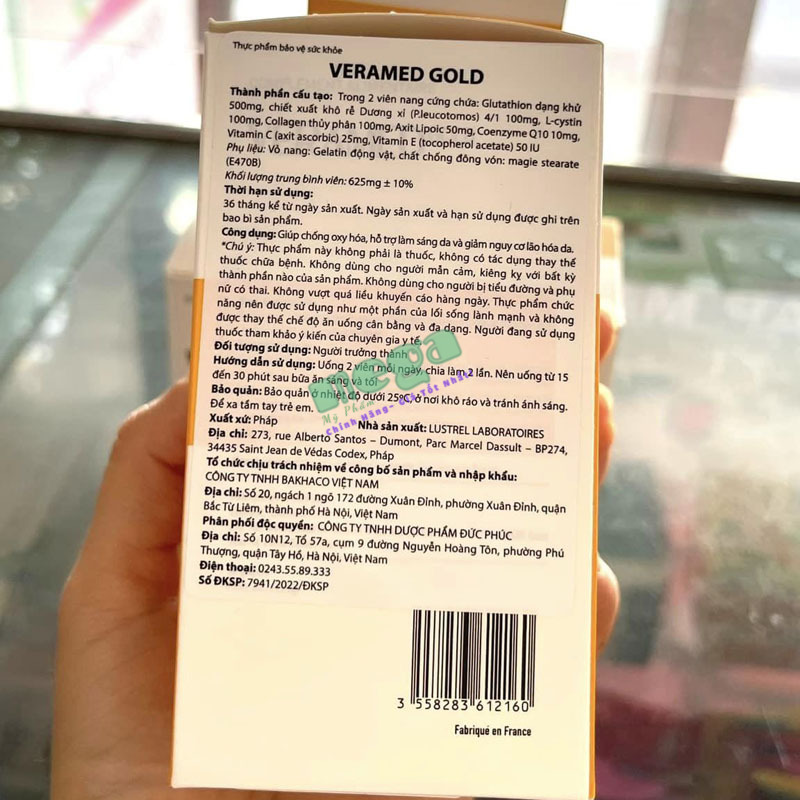 Thực phẩm bảo vệ sức khỏe
VERAMED GOLD
Thành phần cấu tạo: Trong 2 viên nang cứng chứa: Glutathion dạng khử
500mg, chiết xuất khô rễ Dương xỉ (P.leucotomos) 4/1 100mg, L-cystin
100mg, Collagen thủy phân 100mg, Axit Lipoic 50mg, Coenzyme Q10 10mg,
Vitamin C (axit ascorbic) 25mg, Vitamin E (tocopherol acetate) 50 IU
Phụ liệu: Vỏ nang: Gelatin động vật, chất chống đông vón: magie stearate
(E470B)
Khối lượng trung bình viên: 625mg ± 10%
Thời hạn sử dụng:
36 tháng kể từ ngày sản xuất. Ngày sản xuất và hạn sử dụng được ghi trên
bao bì sản phẩm.
Công dụng: Giúp chống oxy hóa, hỗ trợ làm sáng da và giảm nguy cơ lão hóa da.
*Chú ý: Thực phẩm này không phải là thuốc, không có tác dụng thay thế
thuốc chữa bệnh. Không dùng cho người mẫn cảm, kiêng kỵ với bất kỳ
thành phần nào của sản phẩm. Không dùng cho người bị tiểu đường và phụ
nữ có thai. Không vượt quá liều khuyến cáo hàng ngày. Thực phẩm chức
năng nên được sử dụng như một phần của lối sống lành mạnh và không
được thay thế chế độ ăn uống cân bằng và đa dạng. Người đang sử dụng
thuốc tham khảo ý kiến của chuyên gia y tế.
Đối tượng sử dụng: Người trưởng thành
Hướng dẫn sử dụng: Uống 2 viên mỗi ngày, chia làm 2 lần. Nên uống từ 15
đến 30 phút sau bữa ăn sáng và tối
mega
Mỹ Phẩm
Chính Hãng - Giá Tốt Nhất
Bảo quản: Bảo quản ở nhiệt độ dưới 25ºC, ở nơi khô ráo và tránh ánh sáng.
Để xa tầm tay trẻ em.
Xuất xứ: Pháp Nhà sản xuất: LUSTREL LABORATOIRES
Địa chỉ: 273, rue Alberto Santos – Dumont, Parc Marcel Dassult – BP274,
34435 Saint Jean de Védas Codex, Pháp
Tổ chức chịu trách nhiệm về công bố sản phẩm và nhập khẩu:
CÔNG TY TNHH BAKHACO VIỆT NAM
Địa chỉ: Số 20, ngách 1 ngõ 172 đường Xuân Đỉnh, phường Xuân Đỉnh, quận
Bắc Từ Liêm, thành phố Hà Nội, Việt Nam
Phân phối độc quyền: CÔNG TY TNHH DƯỢC PHẨM ĐỨC PHÚC
Địa chỉ: Số 10N12, Tổ 57a, cụm 9 đường Nguyễn Hoàng Tôn, phường Phú
Thượng, quận Tây Hồ, Hà Nội, Việt Nam
Điện thoại: 0243.55.89.333
Số ĐKSP: 7941/2022/ĐKSP
3 558283 612160
Fabriqué en France